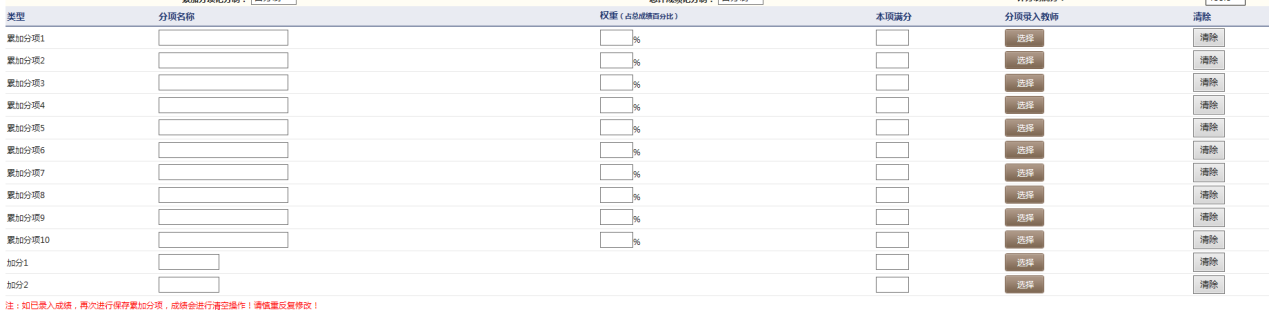 类型 分项名称 权重（占总成绩百分比） 本项满分 分项录入教师 清除
累加分项1 % 选择 清除
累加分项2 % 选择 清除
累加分项3 % 选择 清除
累加分项4 % 选择 清除
累加分项5 % 选择 清除
累加分项6 % 选择 清除
累加分项7 % 选择 清除
累加分项8 % 选择 清除
累加分项9 % 选择 清除
累加分项10 % 选择 清除
加分1 选择 清除
加分2 选择 清除
注：如已录入成绩，再次进行保存累加分项，成绩会进行清空操作！请慎重反复修改！